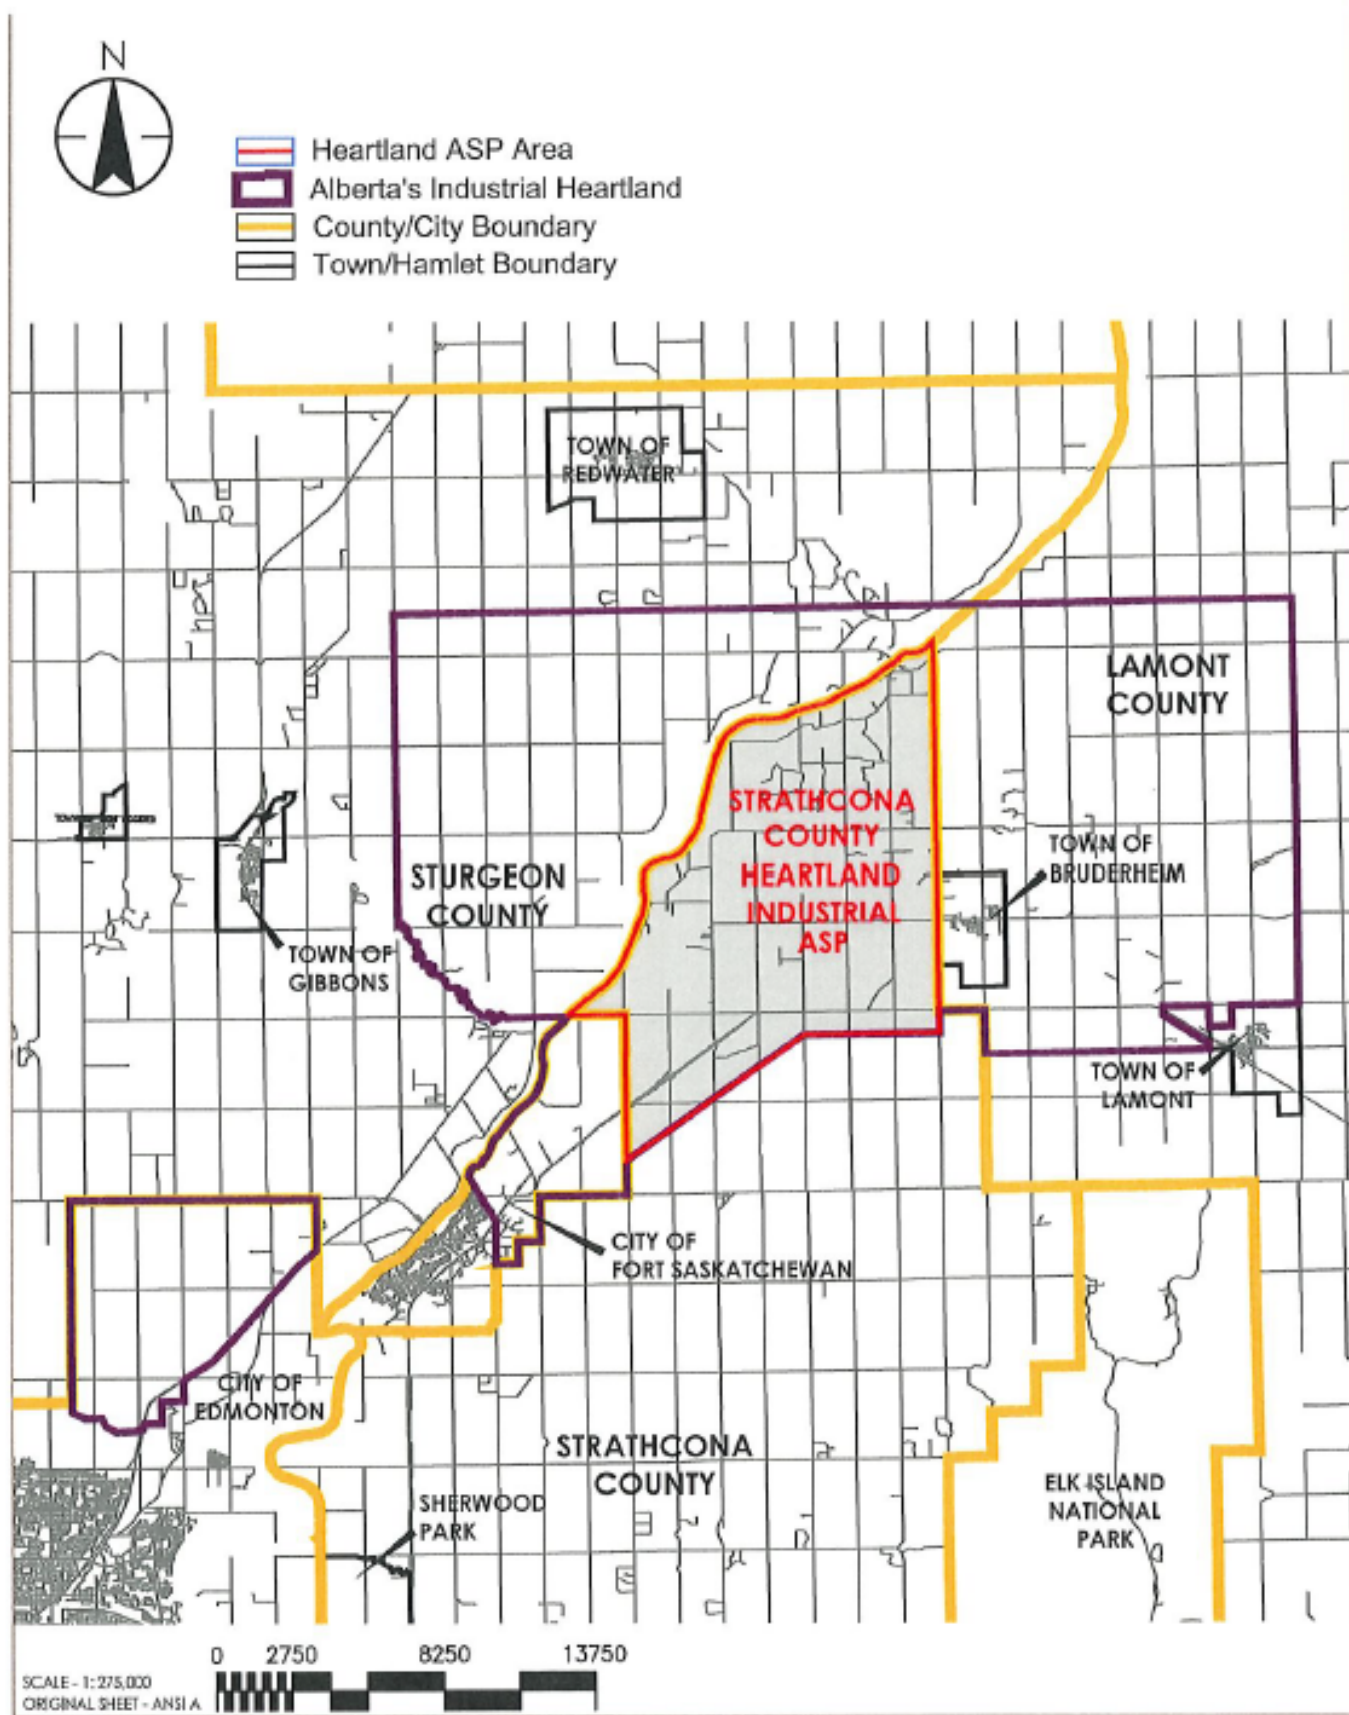 N
Heartland ASP Area
Alberta's Industrial Heartland
County/City Boundary
Town/Hamlet Boundary
TOWN OF
REDWATER
LAMONT
COUNTY
STRATHCONA
COUNTY
HEARTLAND
INDUSTRIAL
ASP
TOWN OF
BRUDERHEIM
STURGEON
COUNTY
TOWN OF
GIBBONS
TOWN OF
LAMONT
CITY OF
FORT SASKATCHEWAN
CITY OF
EDMONTON
STRATHCONA
COUNTY
SHERWOOD
PARK
ELK ISLAND
NATIONAL
PARK
0 2750 8250 13750
SCALE - 1: 275,000
ORIGINAL SHEET - ANSI A